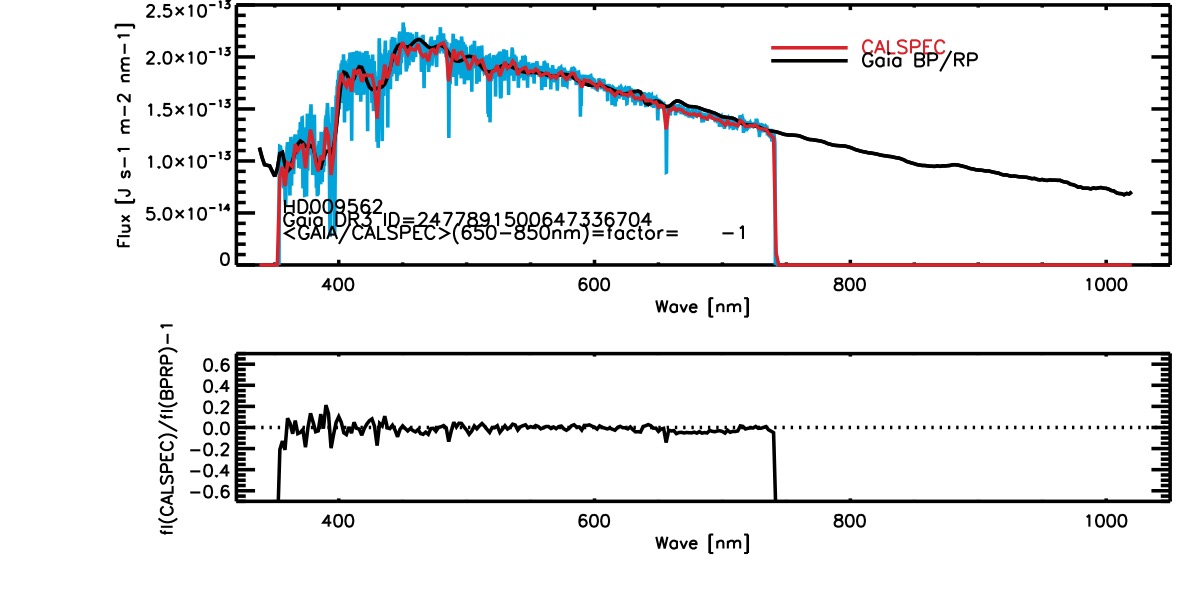 2.5×10−13
2.0×10−13
1.5×10−13
1.0×10−13
5.0×10−14
0
Flux [J s−1 m−2 nm−1]
CALSPEC
Gaia BP/RP
HD009562
Gaia DR3 ID=2477891500647336704
<GAIA/CALSPEC>(650−850nm)=factor= −1
400 600 800 1000
Wave [nm]
fl(CALSPEC)/fl(BPRP)−1
0.6
0.4
0.2
0.0
−0.2
−0.4
−0.6
400 600 800 1000
Wave [nm]